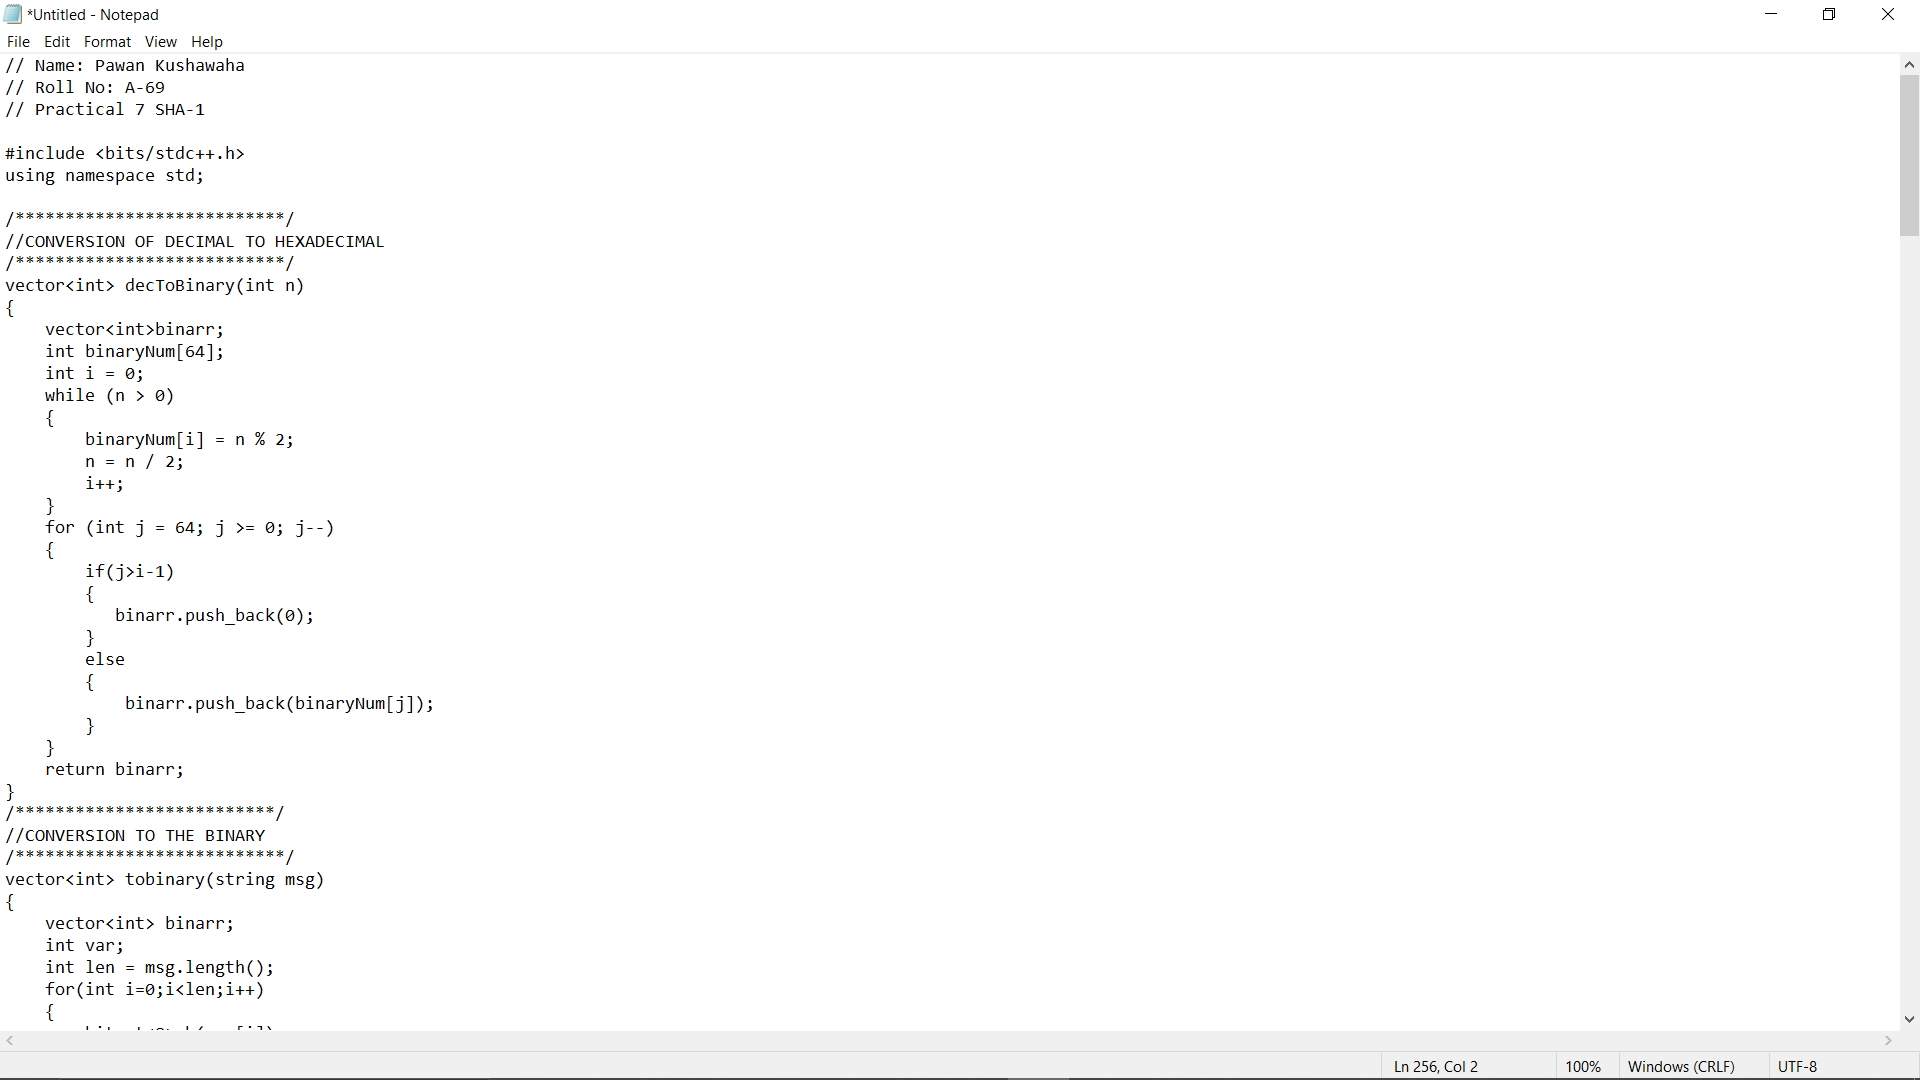 *Untitled - Notepad
File Edit Format View Help
// Name: Pawan Kushawaha
// Roll No: A-69
// Practical 7 SHA-1

#include <bits/stdc++.h>
using namespace std;

/***************************/
//CONVERSION OF DECIMAL TO HEXADECIMAL
/***************************/
vector<int> decToBinary(int n)
{
    vector<int>binarr;
    int binaryNum[64];
    int i = 0;
    while (n > 0)
    {
        binaryNum[i] = n % 2;
        n = n / 2;
        i++;
    }
    for (int j = 64; j >= 0; j--)
    {
        if(j>i-1)
        {
           binarr.push_back(0);
        }
        else
        {
            binarr.push_back(binaryNum[j]);
        }
    }
    return binarr;
}
/**************************/
//CONVERSION TO THE BINARY
/***************************/
vector<int> tobinary(string msg)
{
    vector<int> binarr;
    int var;
    int len = msg.length();
    for(int i=0;i<len;i++)
    {
Ln 256, Col 2 100% Windows (CRLF) UTF-8